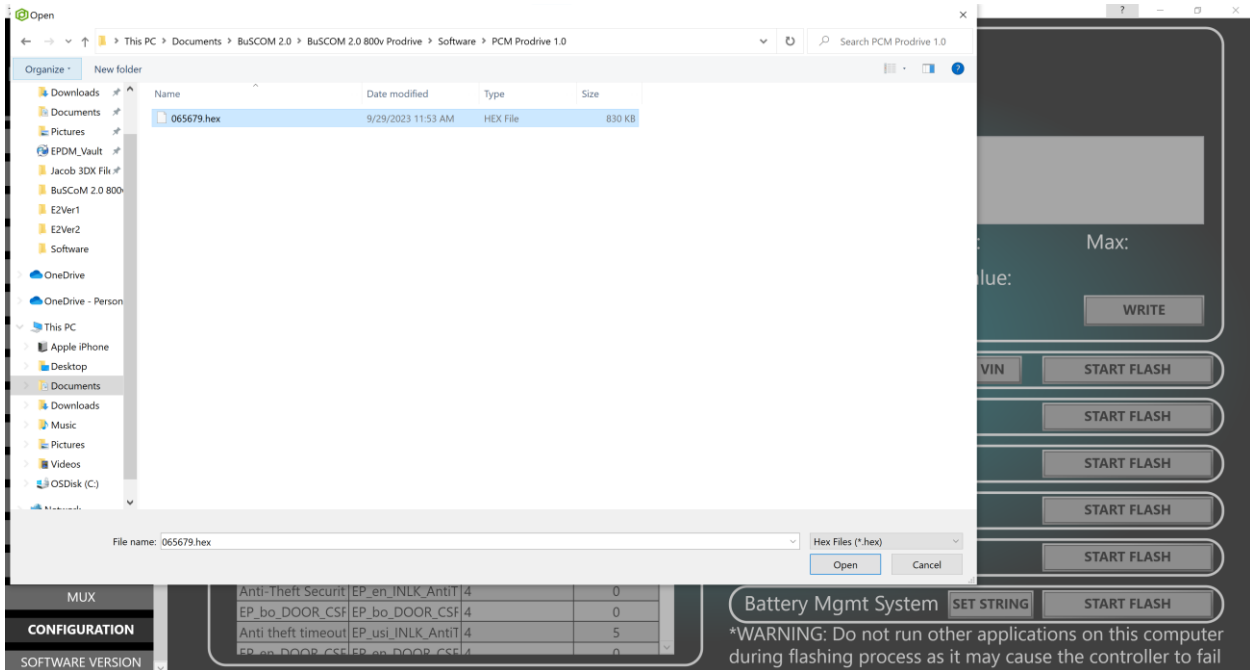 Open
This PC > Documents > BuSCOM 2.0 > BuSCOM 2.0 800v Prodrive > Software > PCM Prodrive 1.0
Search PCM Prodrive 1.0
Organize
New folder
?
Downloads
Documents
Pictures
EPDM_Vault
Jacob 3DX File
BuSCoM 2.0 800
E2Ver1
E2Ver2
Software
OneDrive
OneDrive - Person
This PC
Apple iPhone
Desktop
Documents
Downloads
Music
Pictures
Videos
OSDisk (C:)
Network
Name Date modified Type Size
065679.hex 9/29/2023 11:53 AM HEX File 830 KB
File name: 065679.hex
Hex Files (*.hex)
Open
Cancel
?
Max:
lue:
WRITE
VIN START FLASH
START FLASH
START FLASH
START FLASH
START FLASH
Battery Mgmt System SET STRING START FLASH
*WARNING: Do not run other applications on this computer
during flashing process as it may cause the controller to fail
MUX
CONFIGURATION
SOFTWARE VERSION
Anti-Theft Securit EP_en_INLK_AntiT 4 0
EP_bo_DOOR_CSF EP_bo_DOOR_CSF 4 0
Anti theft timeout EP_usi_INLK_AntiT 4 5
EP_en_DOOR_CSF EP_en_DOOR_CSF 4 0